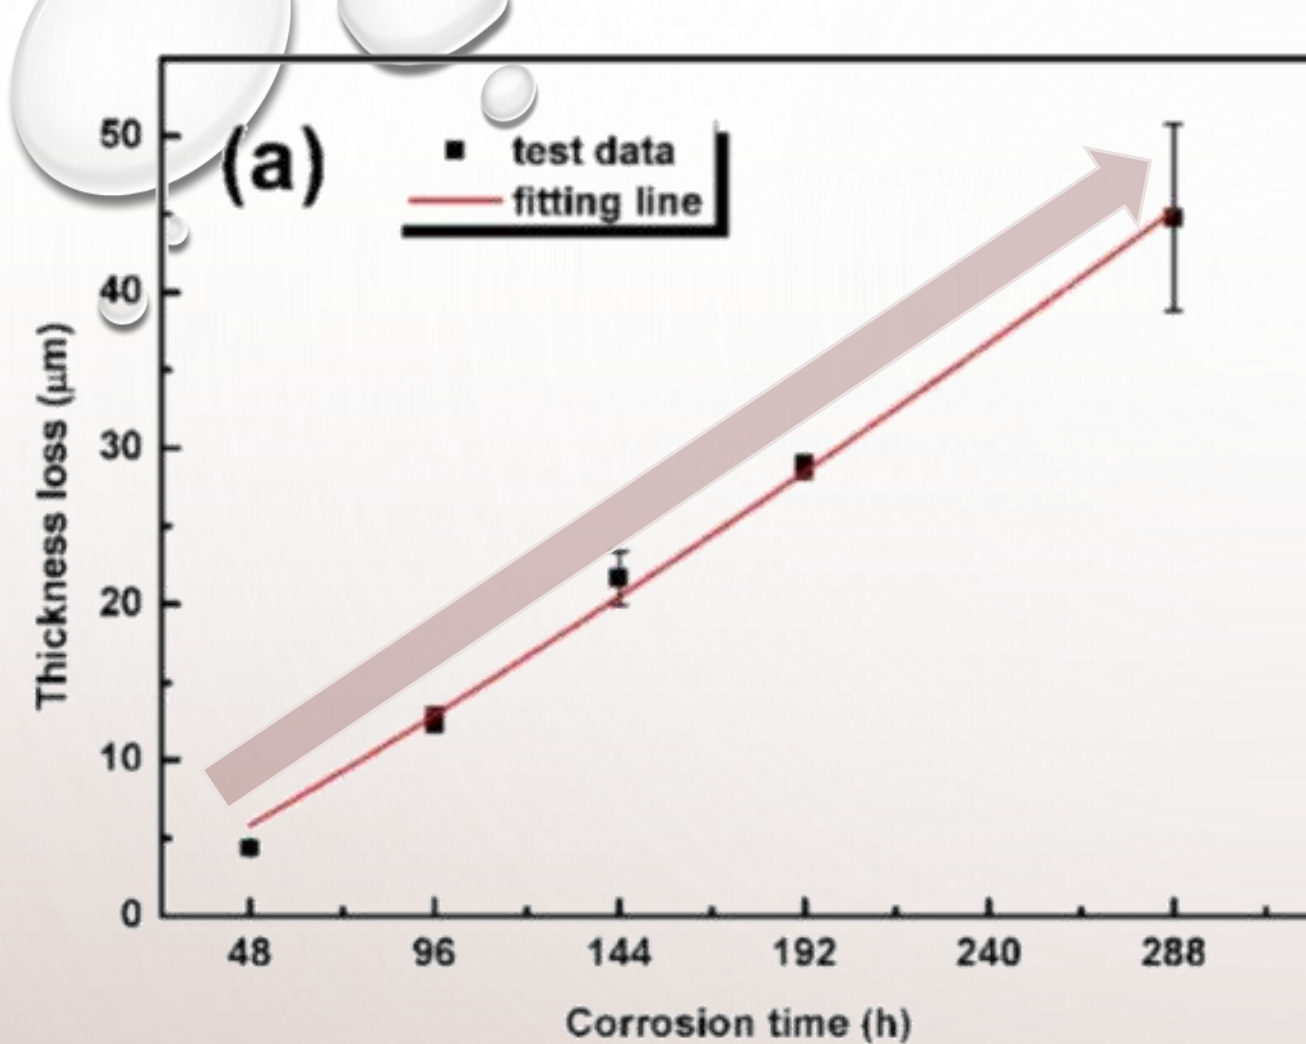 (a)
test data
fitting line
50
40
30
20
10
0
Thickness loss (μm)
48 96 144 192 240 288
Corrosion time (h)